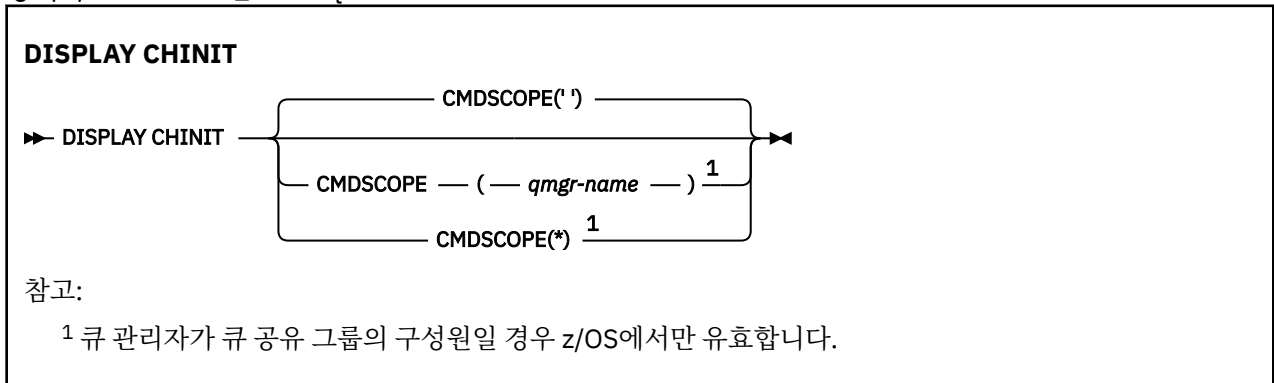 DISPLAY CHINIT
CMDSCOPE(' ')
DISPLAY CHINIT
CMDSCOPE ( qmgr-name ) 1
CMDSCOPE(*) 1
참고:
1 큐 관리자가 큐 공유 그룹의 구성원일 경우 z/OS에서만 유효합니다.